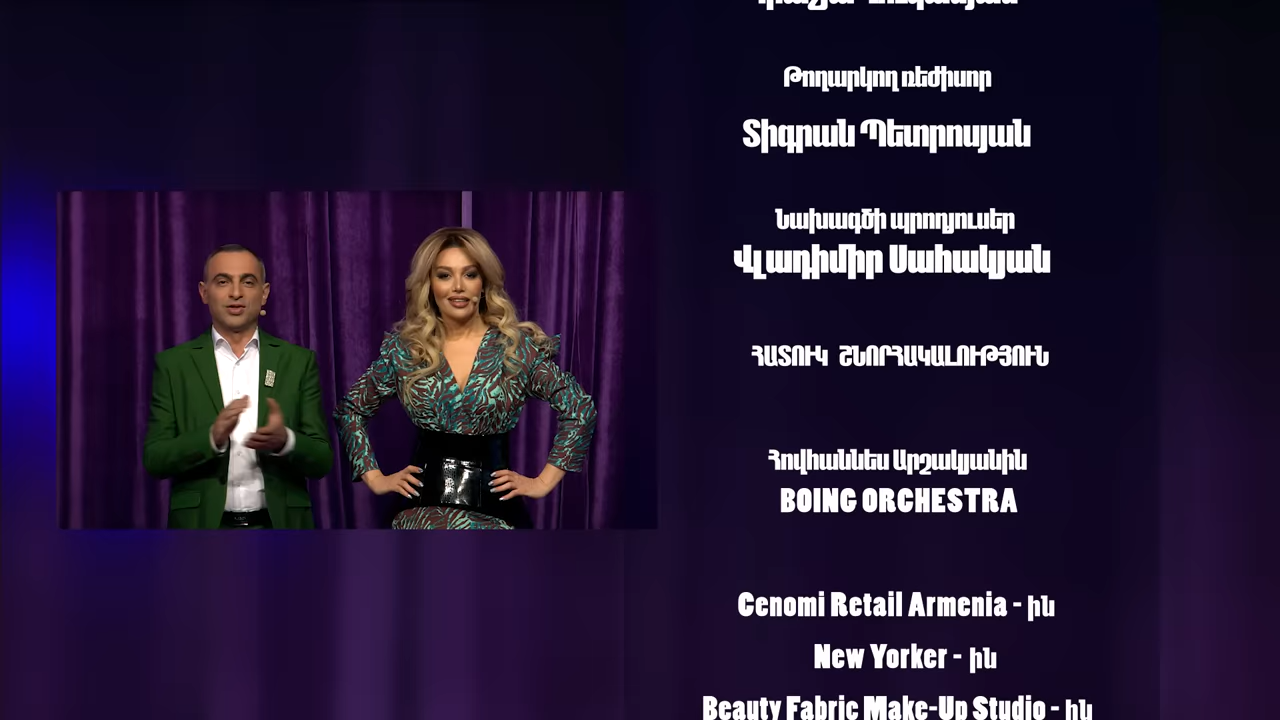 Թողարկող ռեժիսոր
Տիգրան Պետրոսյան
Նախագծի պրոդյուսեր
Վլադիմիր Սահակյան
ՀԱՏՈՒԿ ՇՆՈՐՀԱԿԱԼՈՒԹՅՈՒՆ
Հովհաննես Արշակյանին
BOING ORCHESTRA
Cenomi Retail Armenia - ին
New Yorker - ին
Beauty Fabric Make-Up Studio - ին